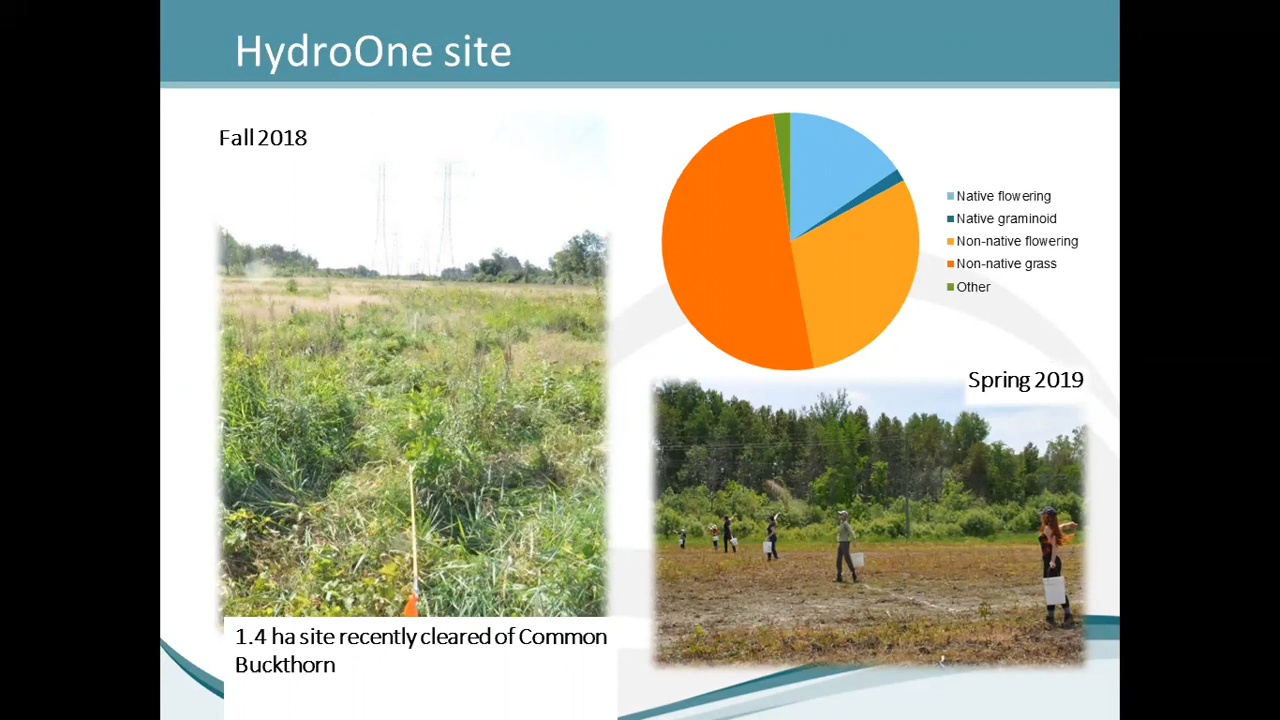 HydroOne site
Fall 2018
Native flowering
Native graminoid
Non-native flowering
Non-native grass
Other
Spring 2019
1.4 ha site recently cleared of Common
Buckthorn